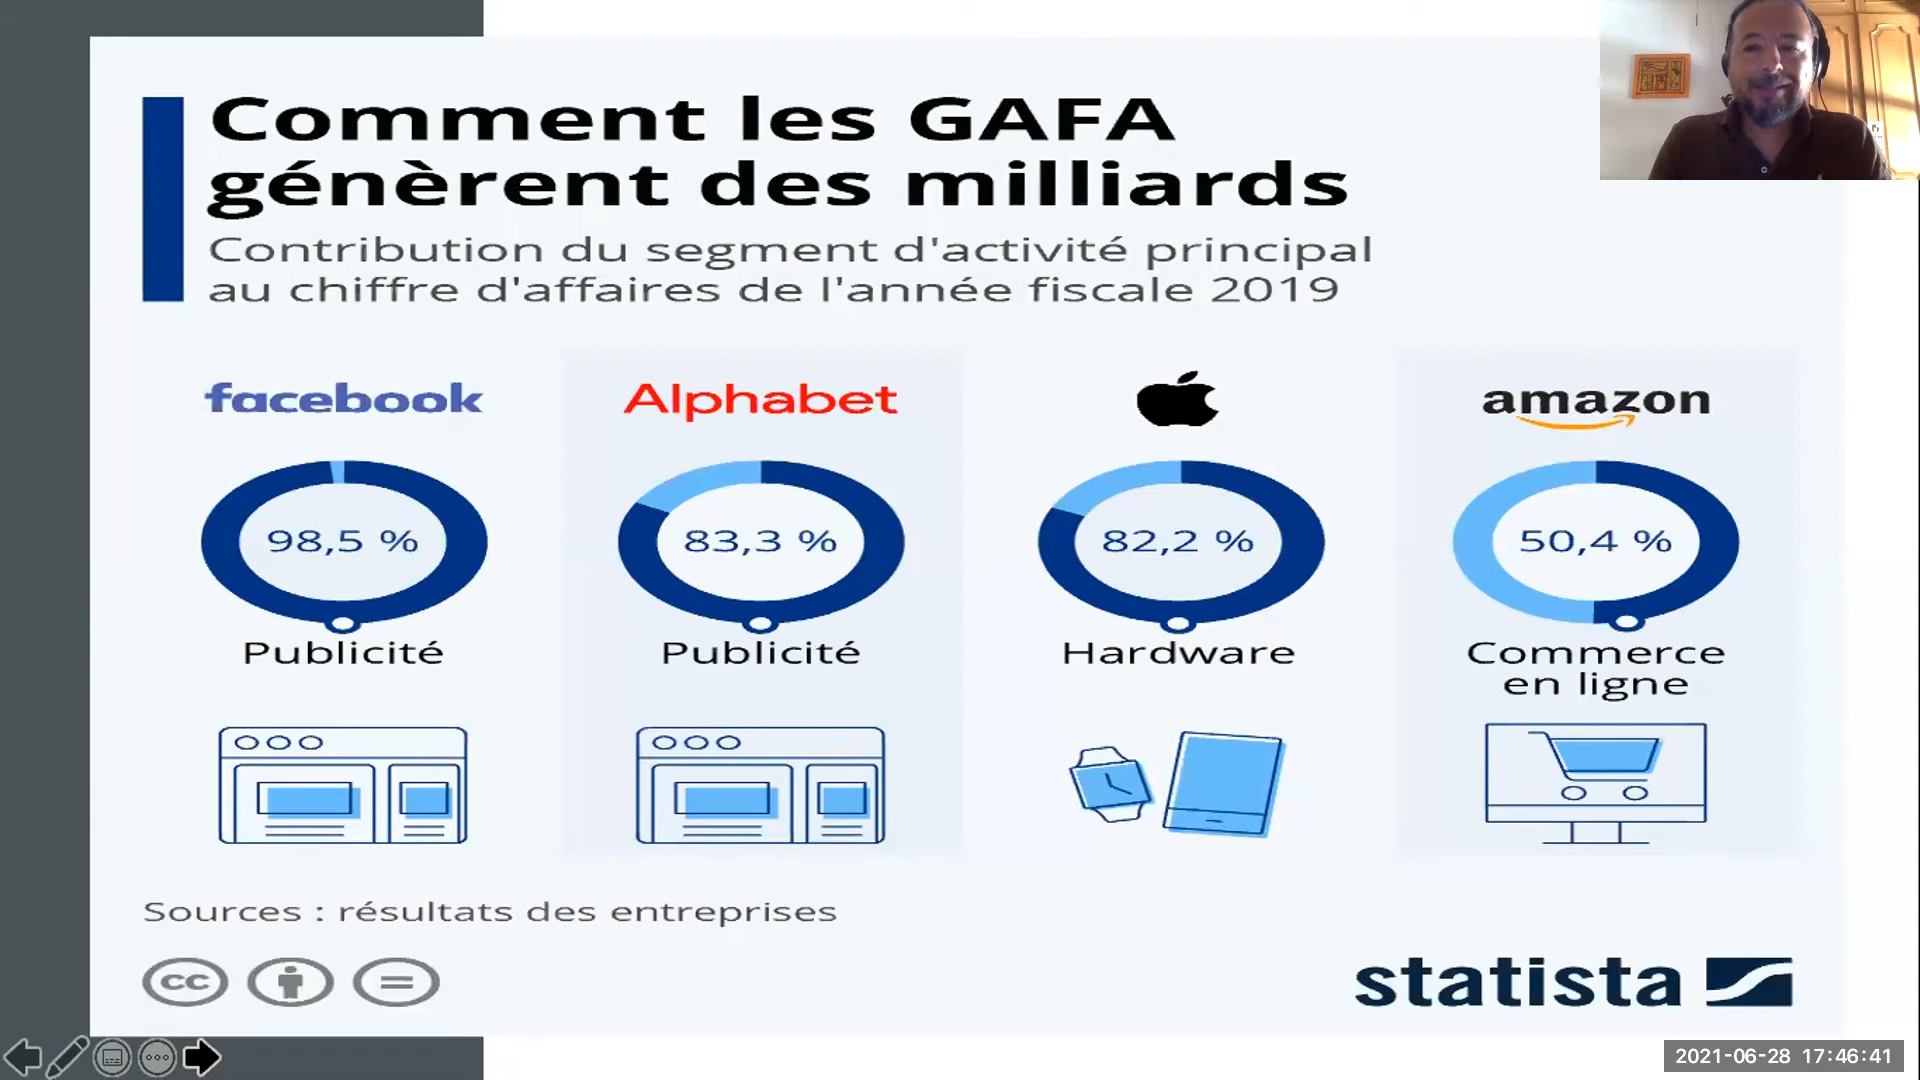 Comment les GAFA
génèrent des milliards
Contribution du segment d'activité principal
au chiffre d'affaires de l'année fiscale 2019
facebook
Alphabet
amazon
98,5 %
83,3 %
82,2 %
50,4 %
Publicité
Publicité
Hardware
Commerce
en ligne
Sources : résultats des entreprises
cc
statista
2021-06-28 17:46:41